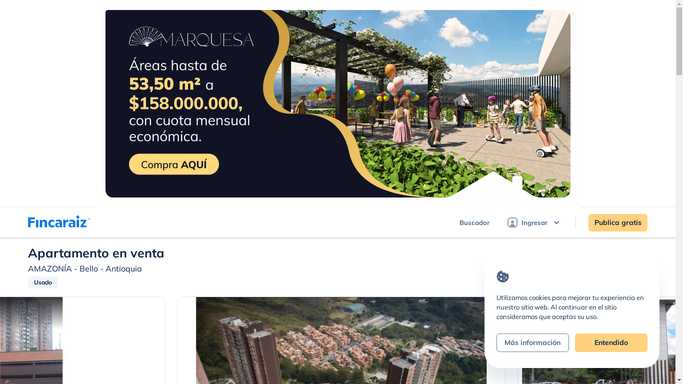 MARQUESA
Áreas hasta de
53,50 m² a
$158.000.000,
con cuota mensual
económica.
Compra AQUÍ
Fincaraiz
Buscador
Ingresar
Publica gratis
Apartamento en venta
AMAZONÍA - Bello - Antioquia
Usado
Utilizamos cookies para mejorar tu experiencia en
nuestro sitio web. Al continuar en el sitio
consideramos que aceptas su uso.
Más información
Entendido